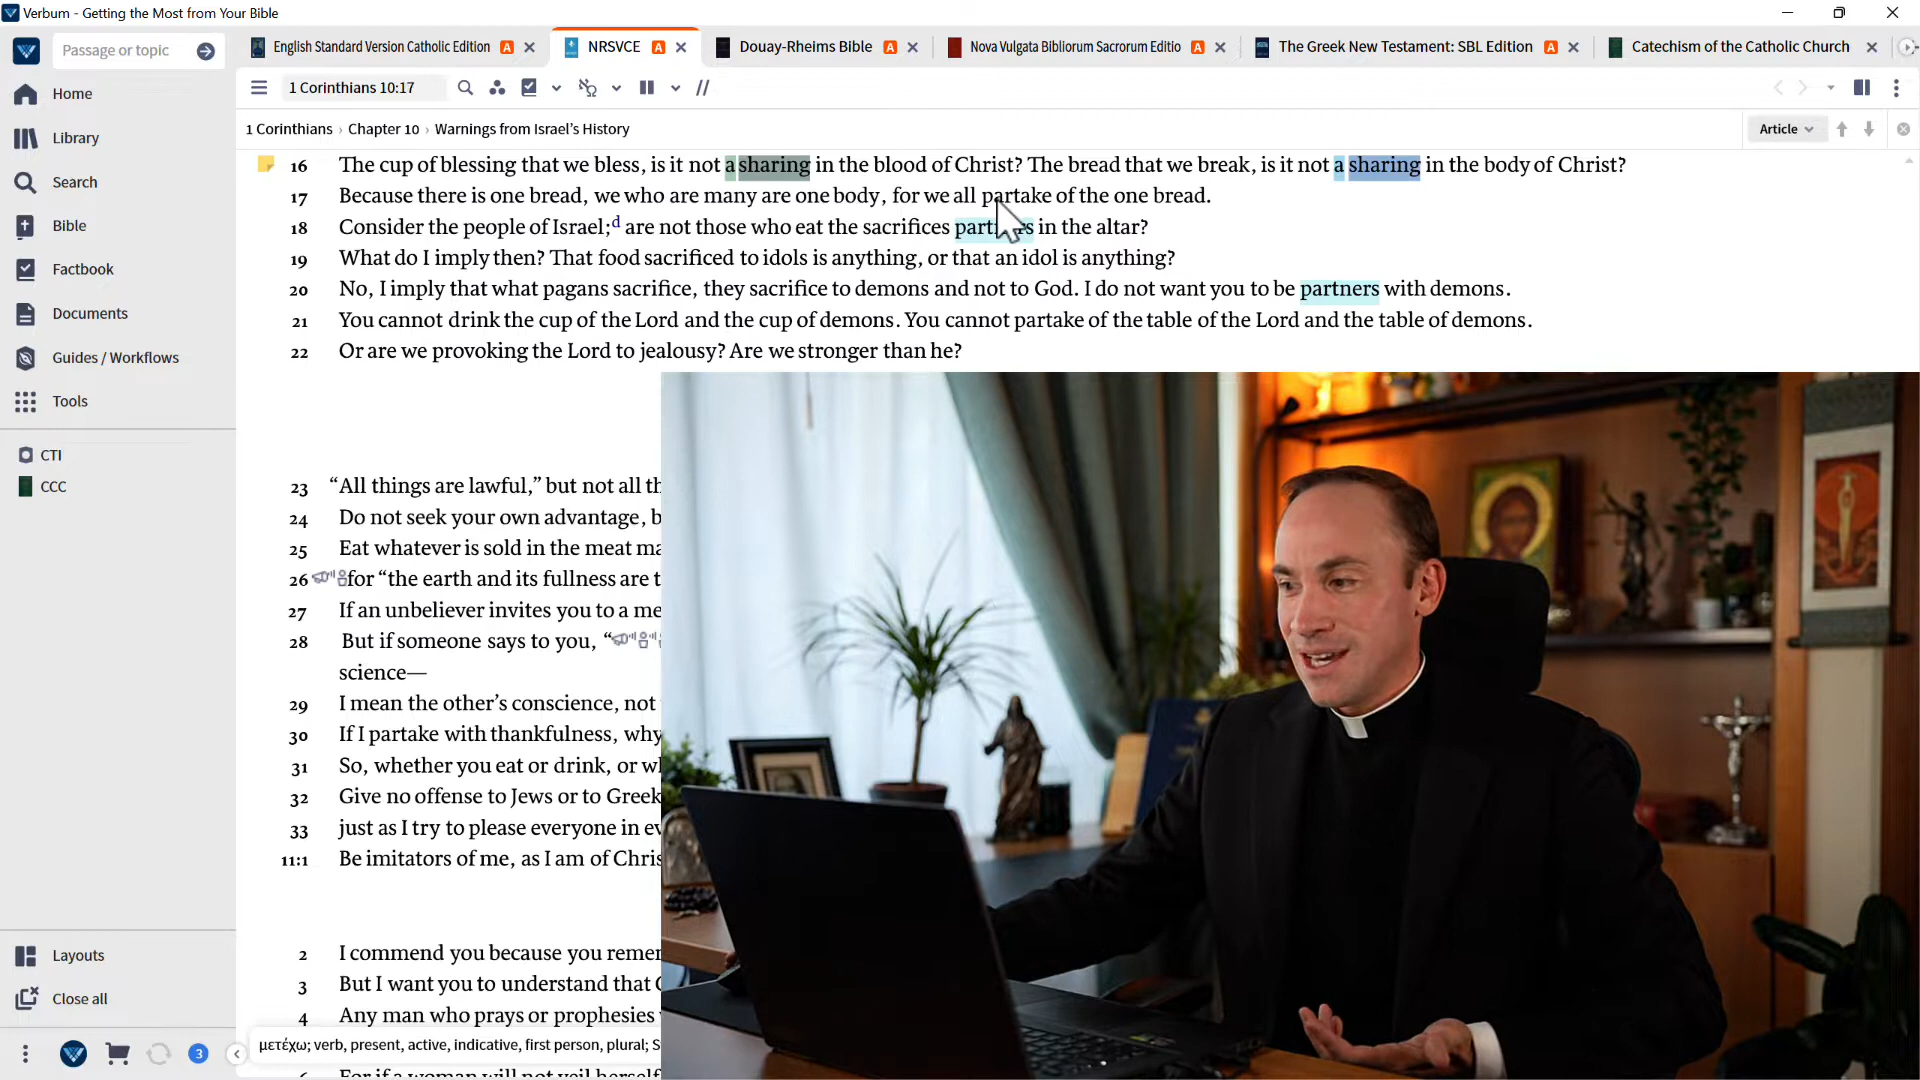 Verbum - Getting the Most from Your Bible
Passage or topic
English Standard Version Catholic Edition A
NRSVCE A
Douay-Rheims Bible A
Nova Vulgata Bibliorum Sacrorum Editio A
The Greek New Testament: SBL Edition A
Catechism of the Catholic Church
Home
Library
Search
Bible
Factbook
Documents
Guides / Workflows
Tools
CTI
CCC
Layouts
Close all
3
1 Corinthians 10:17
1 Corinthians › Chapter 10 › Warnings from Israel's History
Article
16 The cup of blessing that we bless, is it not a sharing in the blood of Christ? The bread that we break, is it not a sharing in the body of Christ?
17 Because there is one bread, we who are many are one body, for we all partake of the one bread.
18 Consider the people of Israel;d are not those who eat the sacrifices partners in the altar?
19 What do I imply then? That food sacrificed to idols is anything, or that an idol is anything?
20 No, I imply that what pagans sacrifice, they sacrifice to demons and not to God. I do not want you to be partners with demons.
21 You cannot drink the cup of the Lord and the cup of demons. You cannot partake of the table of the Lord and the table of demons.
22 Or are we provoking the Lord to jealousy? Are we stronger than he?
23 “All things are lawful,” but not all th
24 Do not seek your own advantage, b
25 Eat whatever is sold in the meat ma
26 for “the earth and its fullness are t
27 If an unbeliever invites you to a me
28 But if someone says to you, “
science—
29 I mean the other’s conscience, not
30 If I partake with thankfulness, why
31 So, whether you eat or drink, or wh
32 Give no offense to Jews or to Greek
33 just as I try to please everyone in ev
11:1 Be imitators of me, as I am of Chris
2 I commend you because you remem
3 But I want you to understand that C
4 Any man who prays or prophesies
μετέχω; verb, present, active, indicative, first person, plural; S
For if a woman will not veil herself